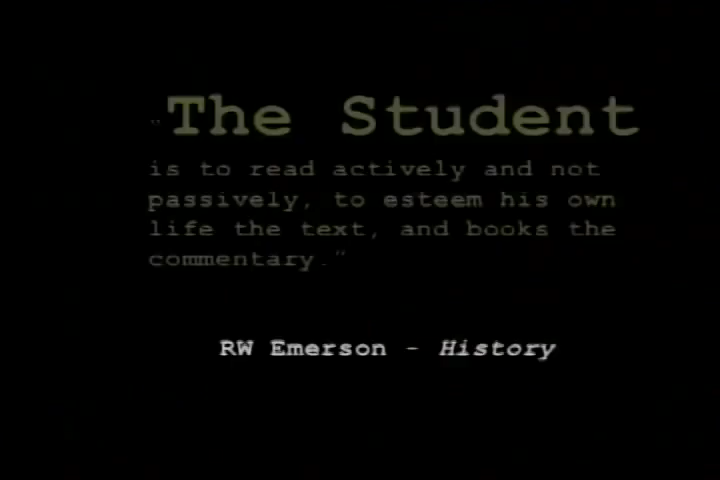 "The Student
is to read actively and not
passively, to esteem his own
life the text, and books the
commentary."
RW Emerson - History